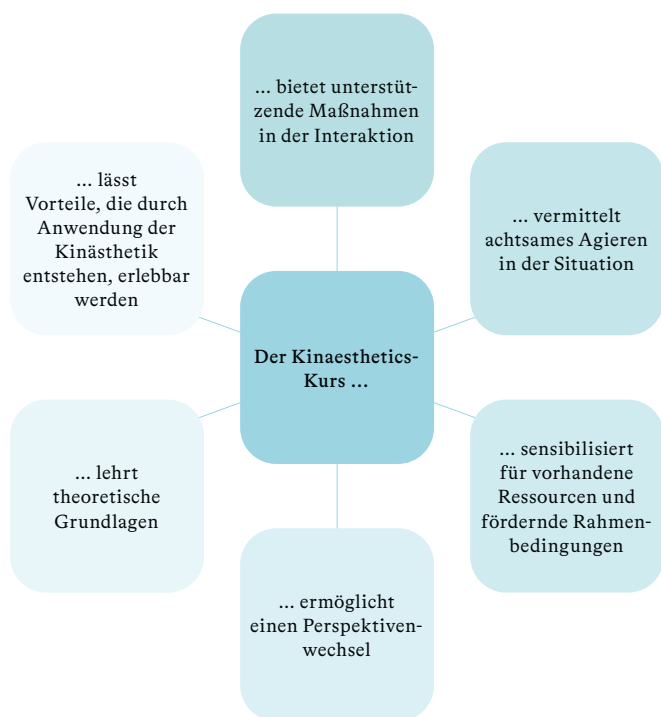 ... bietet unterstüt-
zende Maßnahmen
in der Interaktion
... lässt
Vorteile, die durch
Anwendung der
Kinästhetik
entstehen, erlebbar
werden
... vermittelt
achtsames Agieren
in der Situation
Der Kinaesthetics-
Kurs ...
... lehrt
theoretische
Grundlagen
... sensibilisiert
für vorhandene
Ressourcen und
fördernde Rahmen-
bedingungen
... ermöglicht
einen Perspektiven-
wechsel